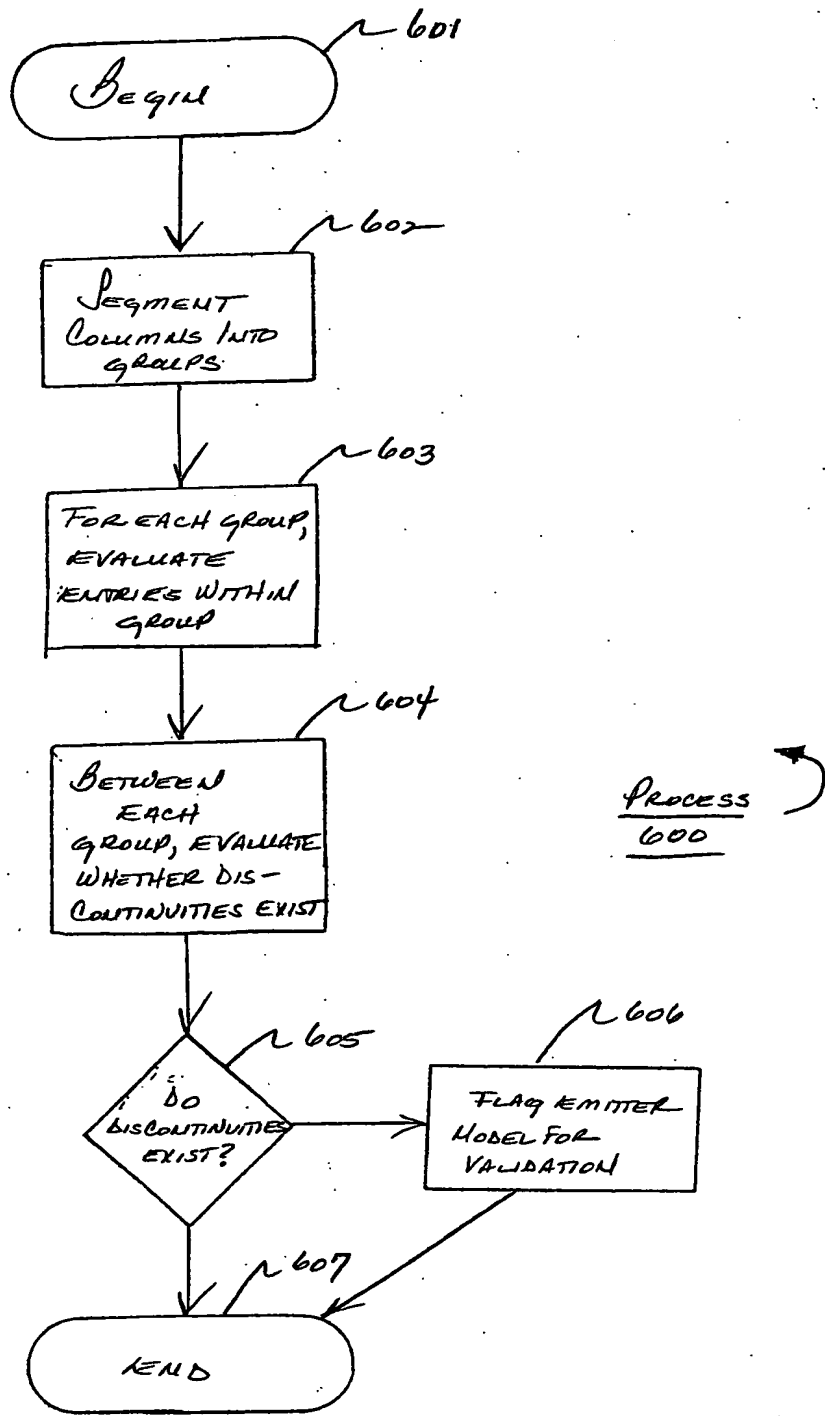 601
BEGIN
602
SEGMENT
COLUMNS INTO
GROUPS
603
FOR EACH GROUP,
EVALUATE
ENTRIES WITHIN
GROUP
604
BETWEEN
EACH
GROUP, EVALUATE
WHETHER DIS-
CONTINUITIES EXIST
PROCESS
600
605
DO
DISCONTINUITIES
EXIST?
606
FLAG EMITTER
MODEL FOR
VALIDATION
607
END